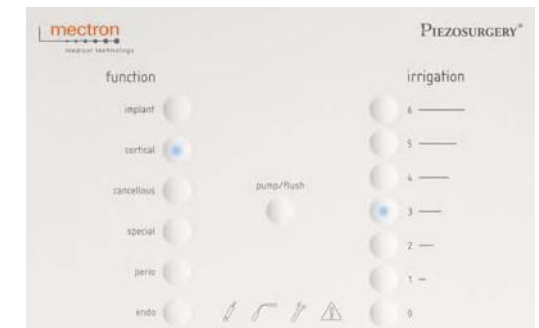 mectron
medical technology
PIEZOSURGERY®
function
irrigation
implant
cortical
cancellous
special
perio
endo
pump/flush
6
5
4
3
2
1
0